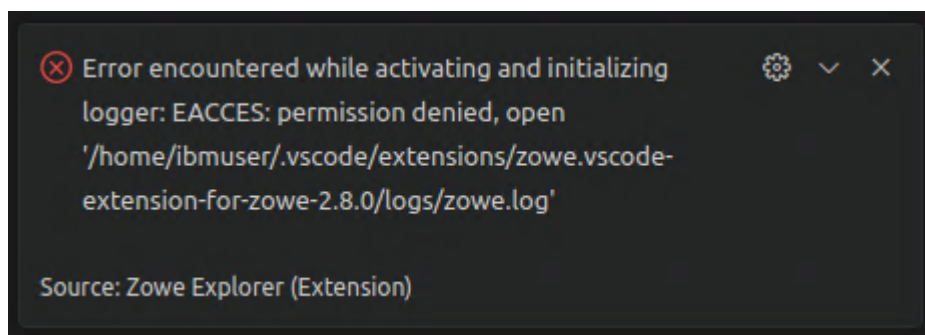 Error encountered while activating and initializing
logger: EACCES: permission denied, open
'/home/ibmuser/.vscode/extensions/zowe.vscode-
extension-for-zowe-2.8.0/logs/zowe.log'
Source: Zowe Explorer (Extension)